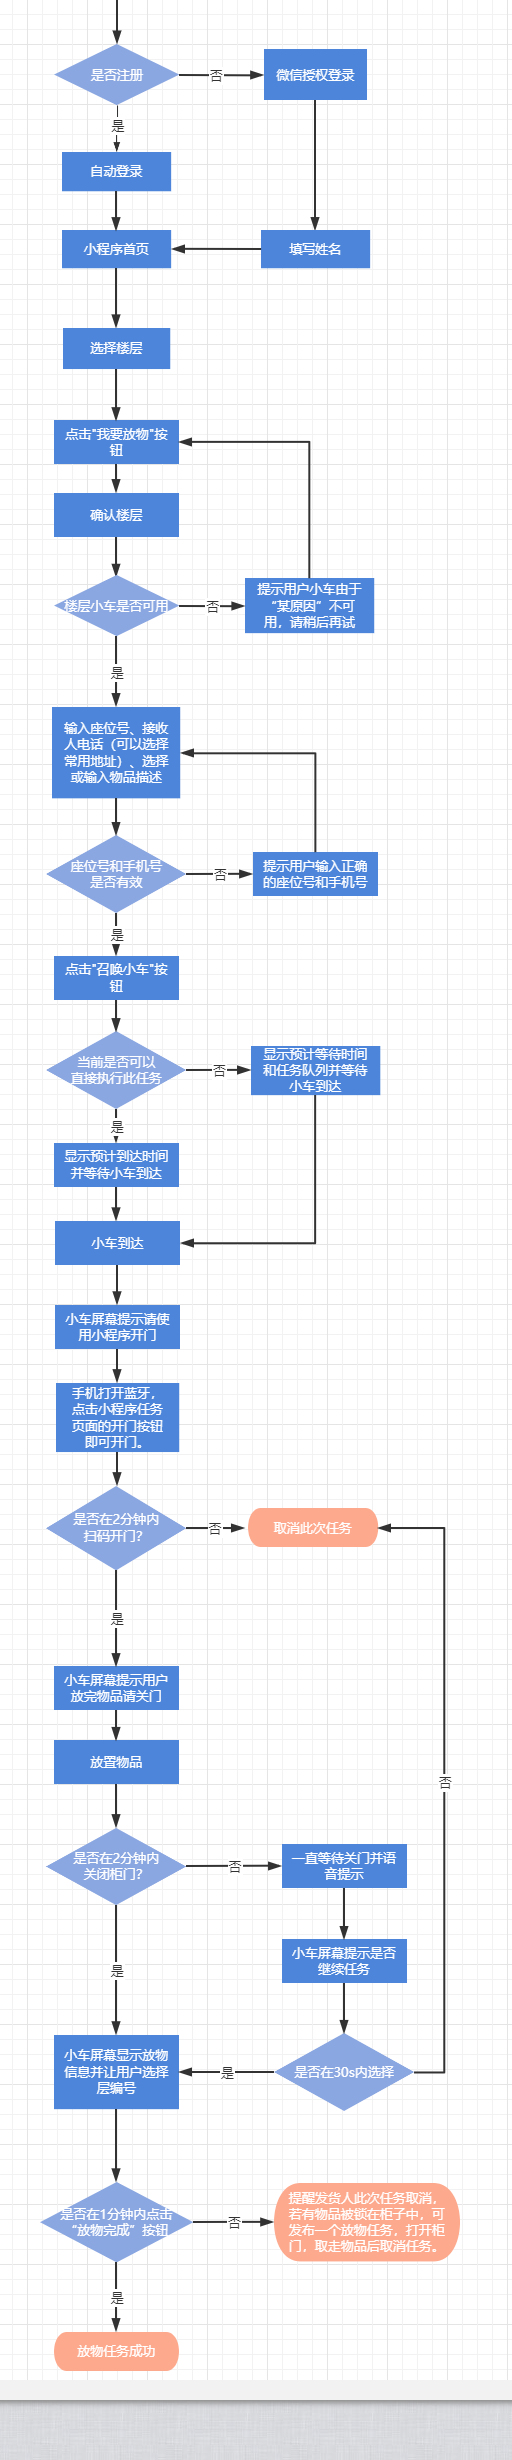 是否注册
否
微信授权登录
是
自动登录
小程序首页
填写姓名
选择楼层
点击"我要放物"按
钮
确认楼层
楼层小车是否可用
否
提示用户小车由于
“某原因”不可
用，请稍后再试
是
输入座位号、接收
人电话（可以选择
常用地址）、选择
或输入物品描述
座位号和手机号
是否有效
否
提示用户输入正确
的座位号和手机号
是
点击"召唤小车"按
钮
当前是否可以
直接执行此任务
否
显示预计等待时间
和任务队列并等待
小车到达
是
显示预计到达时间
并等待小车到达
小车到达
小车屏幕提示请使
用小程序开门
手机打开蓝牙，
点击小程序任务
页面的开门按钮
即可开门。
是否在2分钟内
扫码开门？
否
取消此次任务
是
小车屏幕提示用户
放完物品请关门
放置物品
否
是否在2分钟内
关闭柜门？
否
一直等待关门并语
音提示
小车屏幕提示是否
继续任务
是
小车屏幕显示放物
信息并让用户选择
层编号
是
是否在30s内选择
是否在1分钟内点击
“放物完成”按钮
否
提醒发货人此次任务取消，
若有物品被锁在柜子中，可
发布一个放物任务，打开柜
门，取走物品后取消任务。
是
放物任务成功